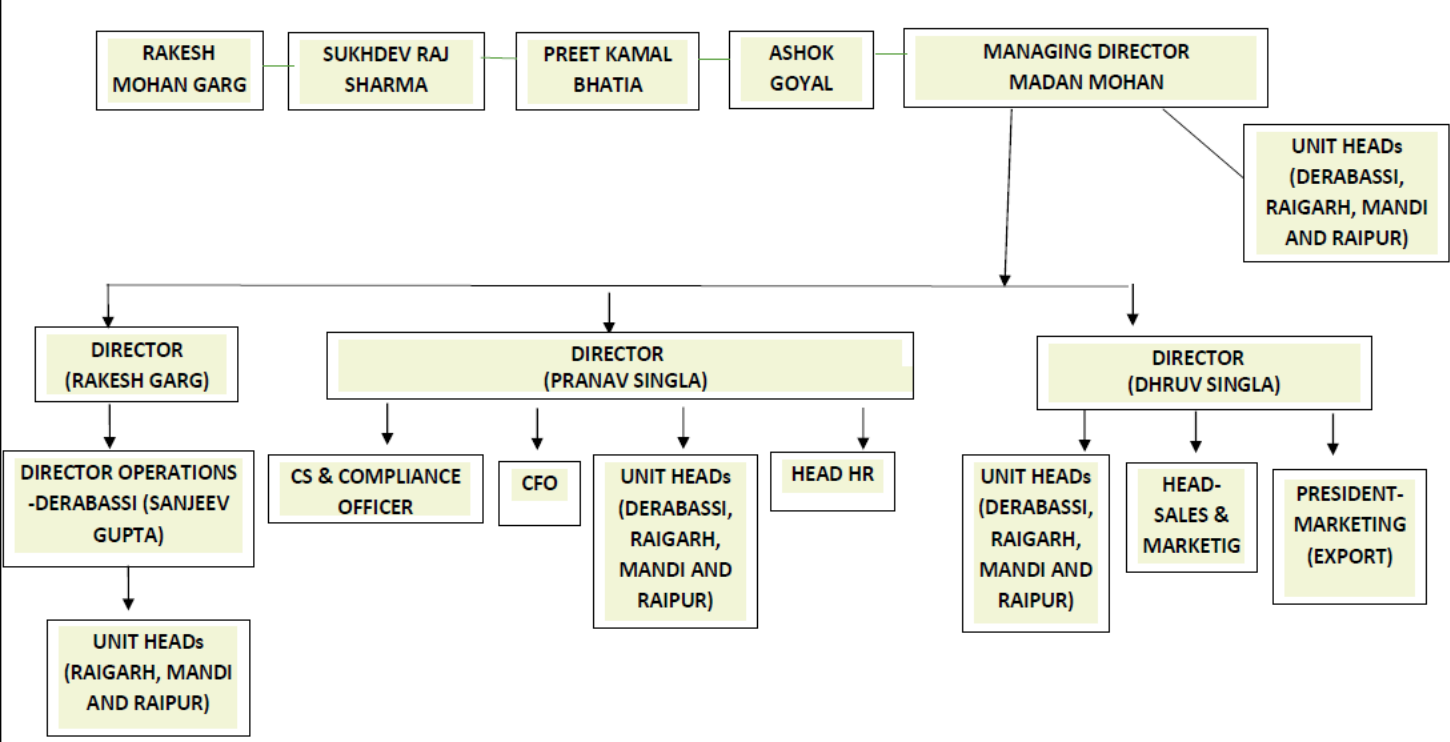 RAKESH
MOHAN GARG
SUKHDEV RAJ
SHARMA
PREET KAMAL
BHATIA
ASHOK
GOYAL
MANAGING DIRECTOR
MADAN MOHAN
UNIT HEADs
(DERABASSI,
RAIGARH, MANDI
AND RAIPUR)
DIRECTOR
(RAKESH GARG)
DIRECTOR
(PRANAV SINGLA)
DIRECTOR
(DHRUV SINGLA)
DIRECTOR OPERATIONS
-DERABASSI (SANJEEV
GUPTA)
CS & COMPLIANCE
OFFICER
CFO
UNIT HEADs
(DERABASSI,
RAIGARH,
MANDI AND
RAIPUR)
HEAD HR
UNIT HEADs
(DERABASSI,
RAIGARH,
MANDI AND
RAIPUR)
HEAD-
SALES &
MARKETIG
PRESIDENT-
MARKETING
(EXPORT)
UNIT HEADs
(RAIGARH, MANDI
AND RAIPUR)